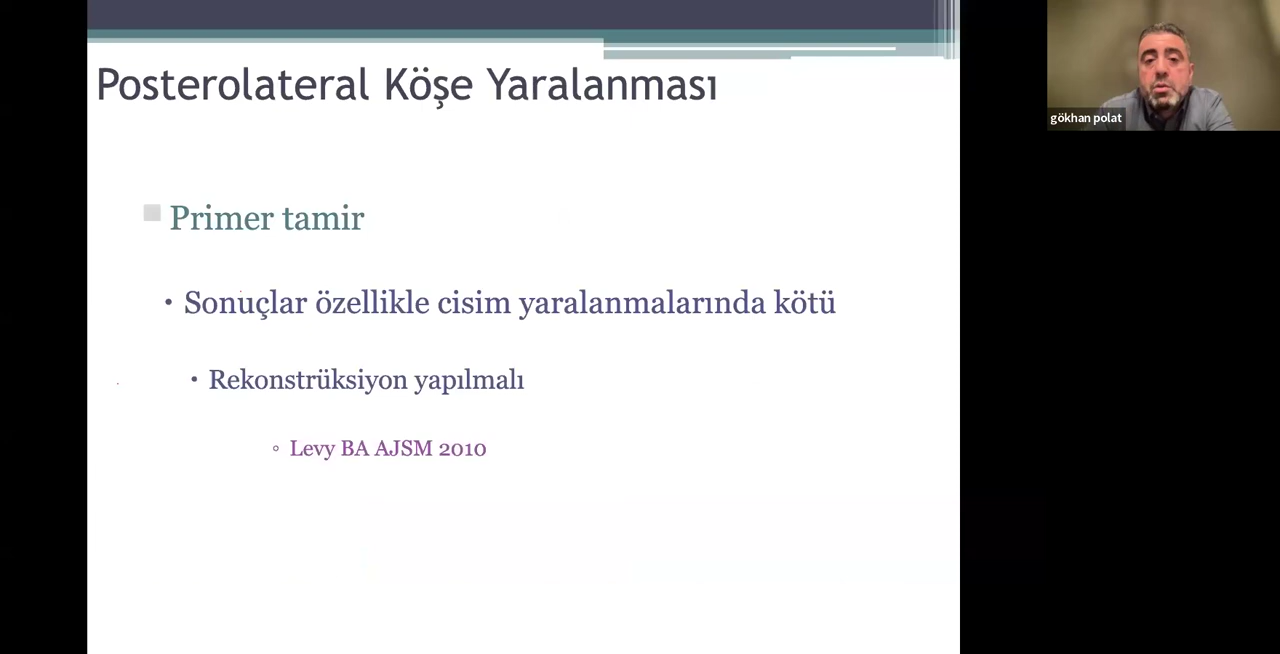 Posterolateral Köşe Yaralanması
Primer tamir
Sonuçlar özellikle cisim yaralanmalarında kötü
Rekonstrüksiyon yapılmalı
Levy BA AJSM 2010
gökhan polat